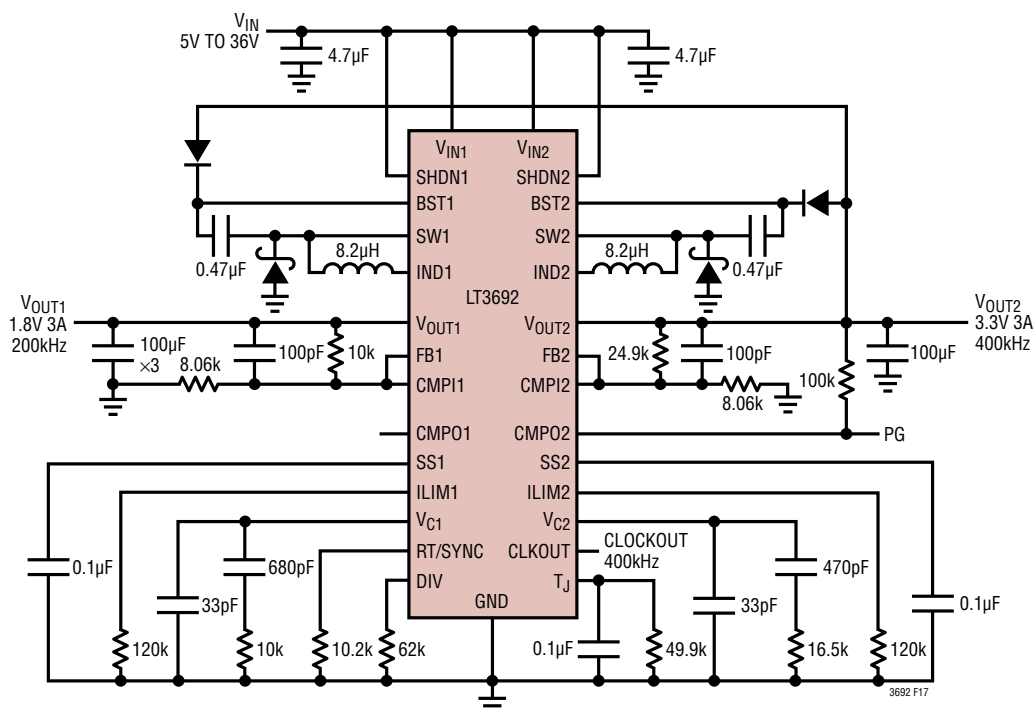 VIN
5V TO 36V
4.7µF
4.7µF
VIN1
VIN2
SHDN1
SHDN2
BST1
BST2
SW1
SW2
0.47µF
8.2µH
8.2µH
0.47µF
IND1
IND2
LT3692
VOUT1
1.8V 3A
200kHz
VOUT1
VOUT2
VOUT2
3.3V 3A
400kHz
100µF
×3
8.06k
100pF
10k
FB1
FB2
24.9k
100pF
100µF
CMPI1
CMPI2
8.06k
100k
CMPO1
CMPO2
PG
SS1
SS2
ILIM1
ILIM2
VC1
VC2
RT/SYNC
CLKOUT
CLOCKOUT
400kHz
DIV
TJ
GND
0.1µF
33pF
680pF
470pF
33pF
0.1µF
120k
10k
10.2k
62k
0.1µF
49.9k
16.5k
120k
3692 F17